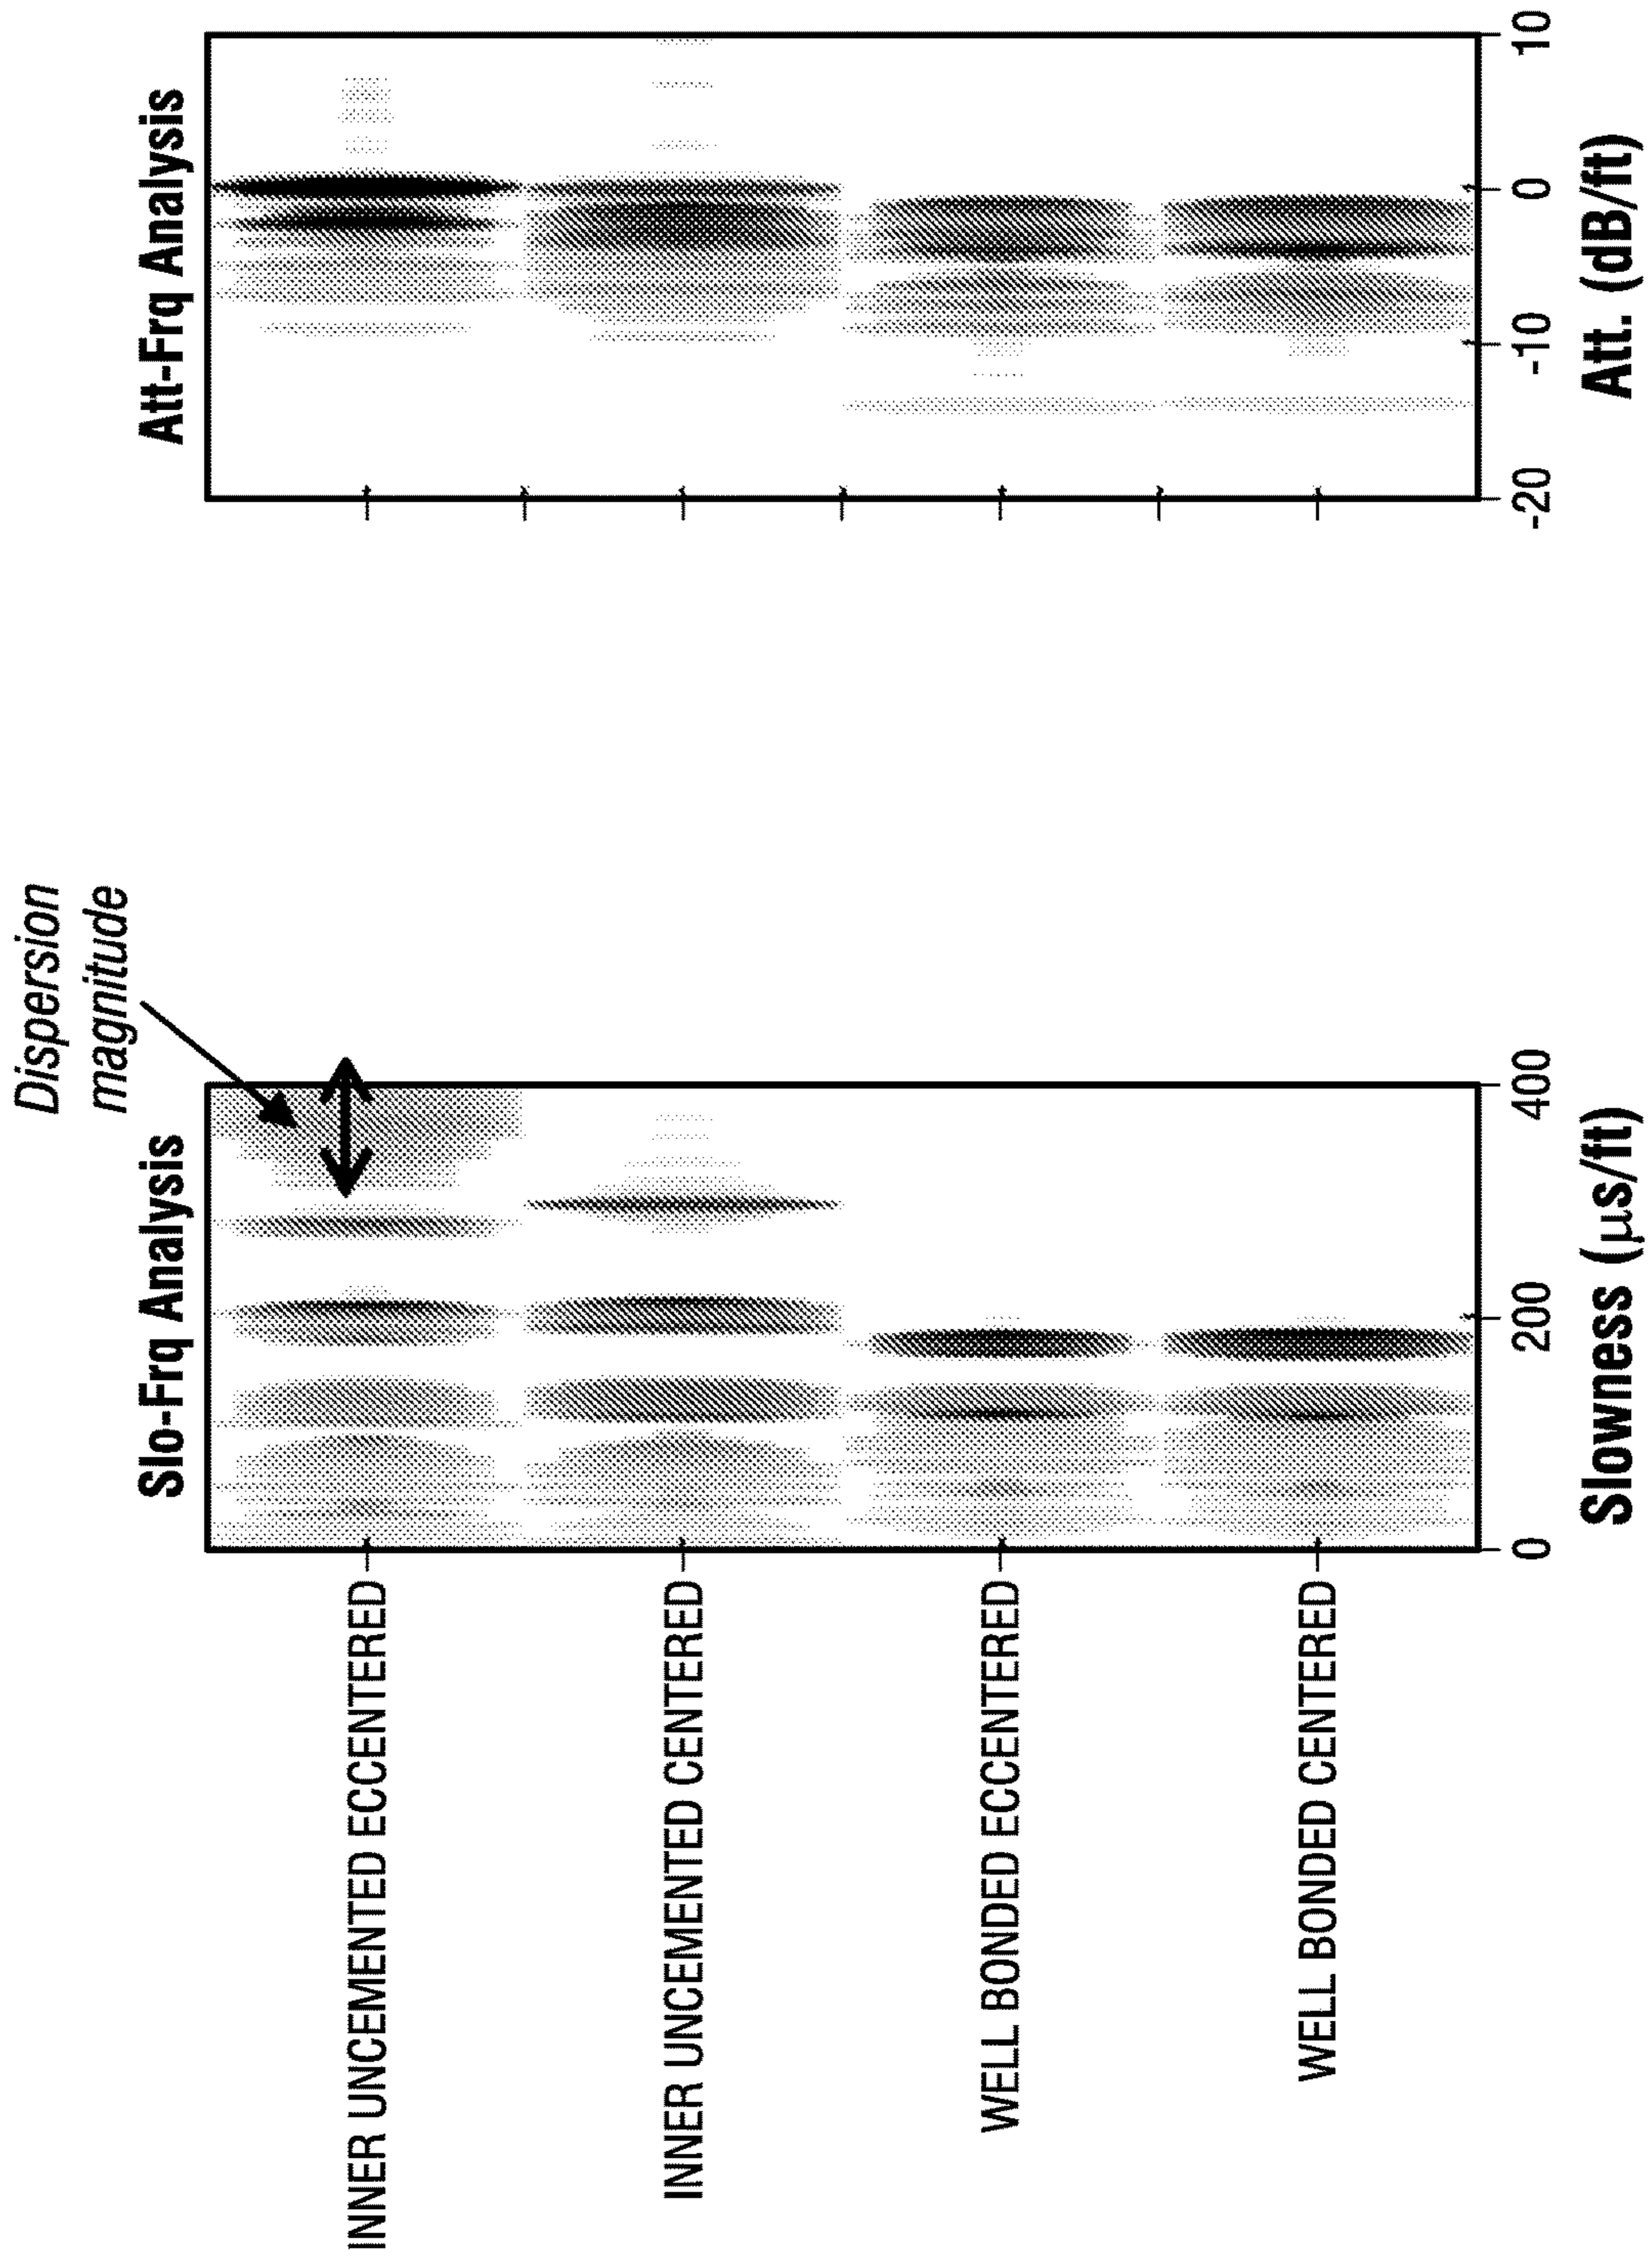 Dispersion
magnitude
Slo-Frq Analysis
INNER UNCEMENTED ECCENTERED
INNER UNCEMENTED CENTERED
WELL BONDED ECCENTERED
WELL BONDED CENTERED
0
200
400
Slowness (µs/ft)
Att-Frq Analysis
-20
-10
0
10
Att. (dB/ft)